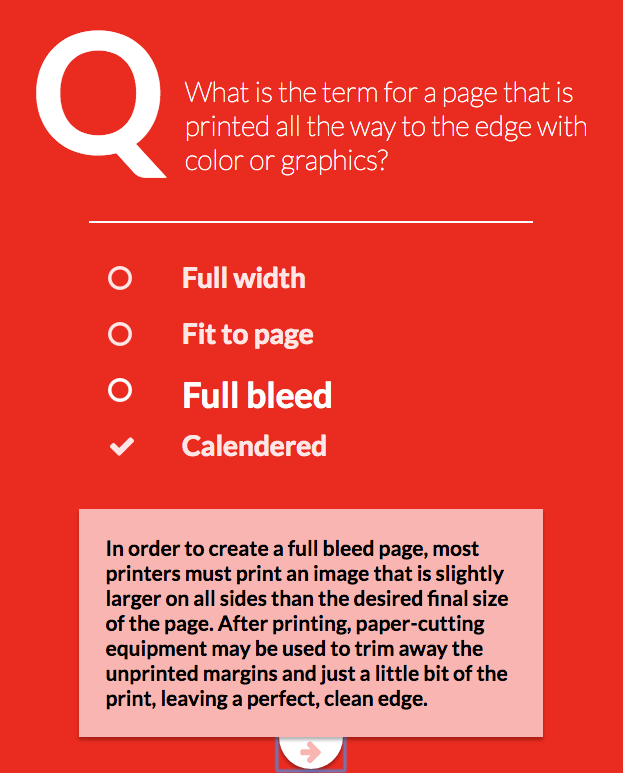 Q
What is the term for a page that is
printed all the way to the edge with
color or graphics?
Full width
Fit to page
Full bleed
Calendered
In order to create a full bleed page, most
printers must print an image that is slightly
larger on all sides than the desired final size
of the page. After printing, paper-cutting
equipment may be used to trim away the
unprinted margins and just a little bit of the
print, leaving a perfect, clean edge.